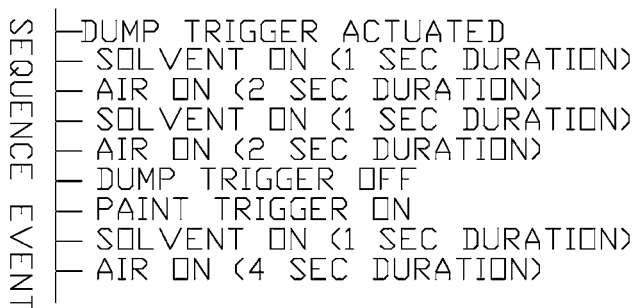 SEQUENCE EVENT
DUMP TRIGGER ACTUATED
SOLVENT ON (1 SEC DURATION)
AIR ON (2 SEC DURATION)
SOLVENT ON (1 SEC DURATION)
AIR ON (2 SEC DURATION)
DUMP TRIGGER OFF
PAINT TRIGGER ON
SOLVENT ON (1 SEC DURATION)
AIR ON (4 SEC DURATION)